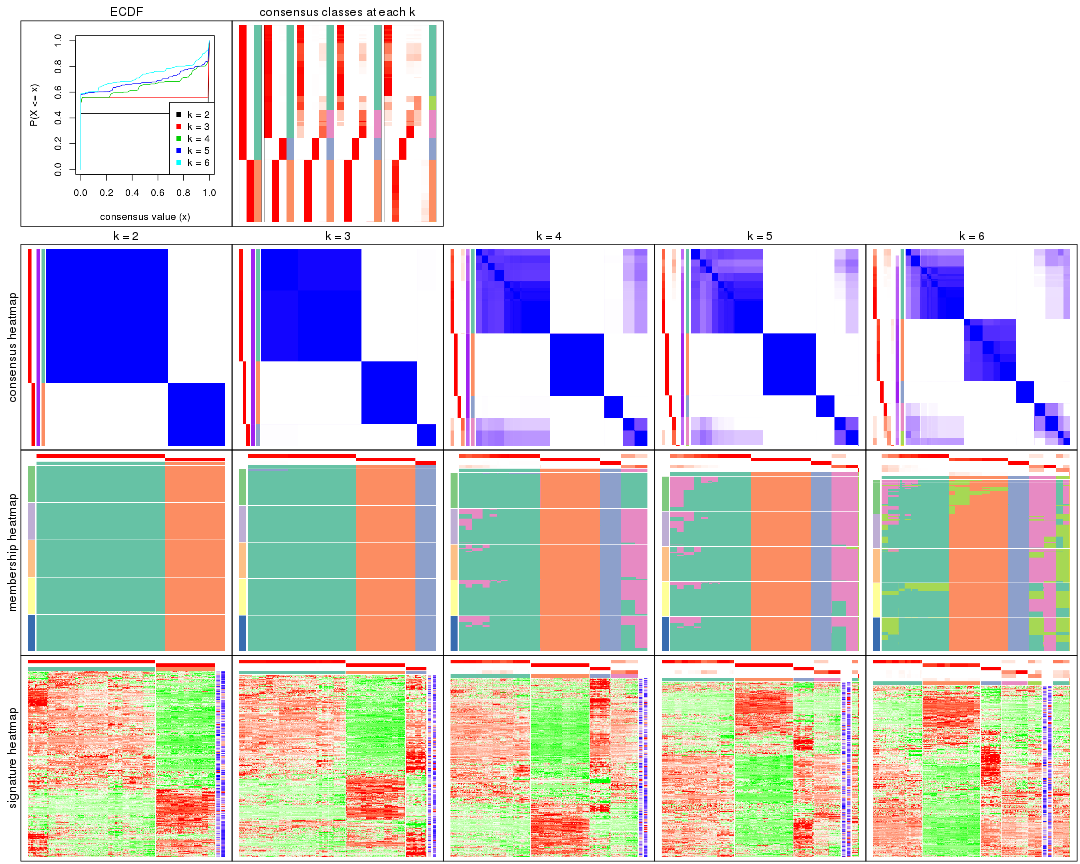 ECDF
consensus classes at each k
P(X <= x)
1.0
0.8
0.6
0.4
0.2
0.0
k = 2
k = 3
k = 4
k = 5
k = 6
0.0 0.2 0.4 0.6 0.8 1.0
consensus value (x)
k = 2 k = 3 k = 4 k = 5 k = 6
consensus heatmap
membership heatmap
signature heatmap